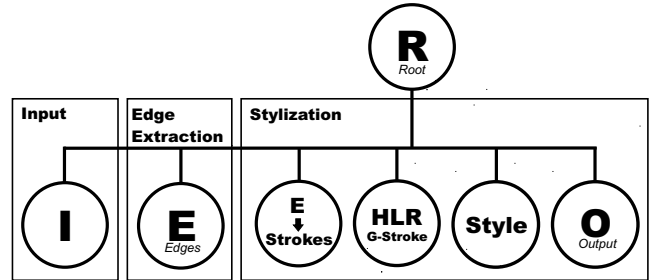 R
Root
Input
Edge
Extraction
Stylization
I
E
Edges
E
Strokes
HLR
G-Stroke
Style
O
Output